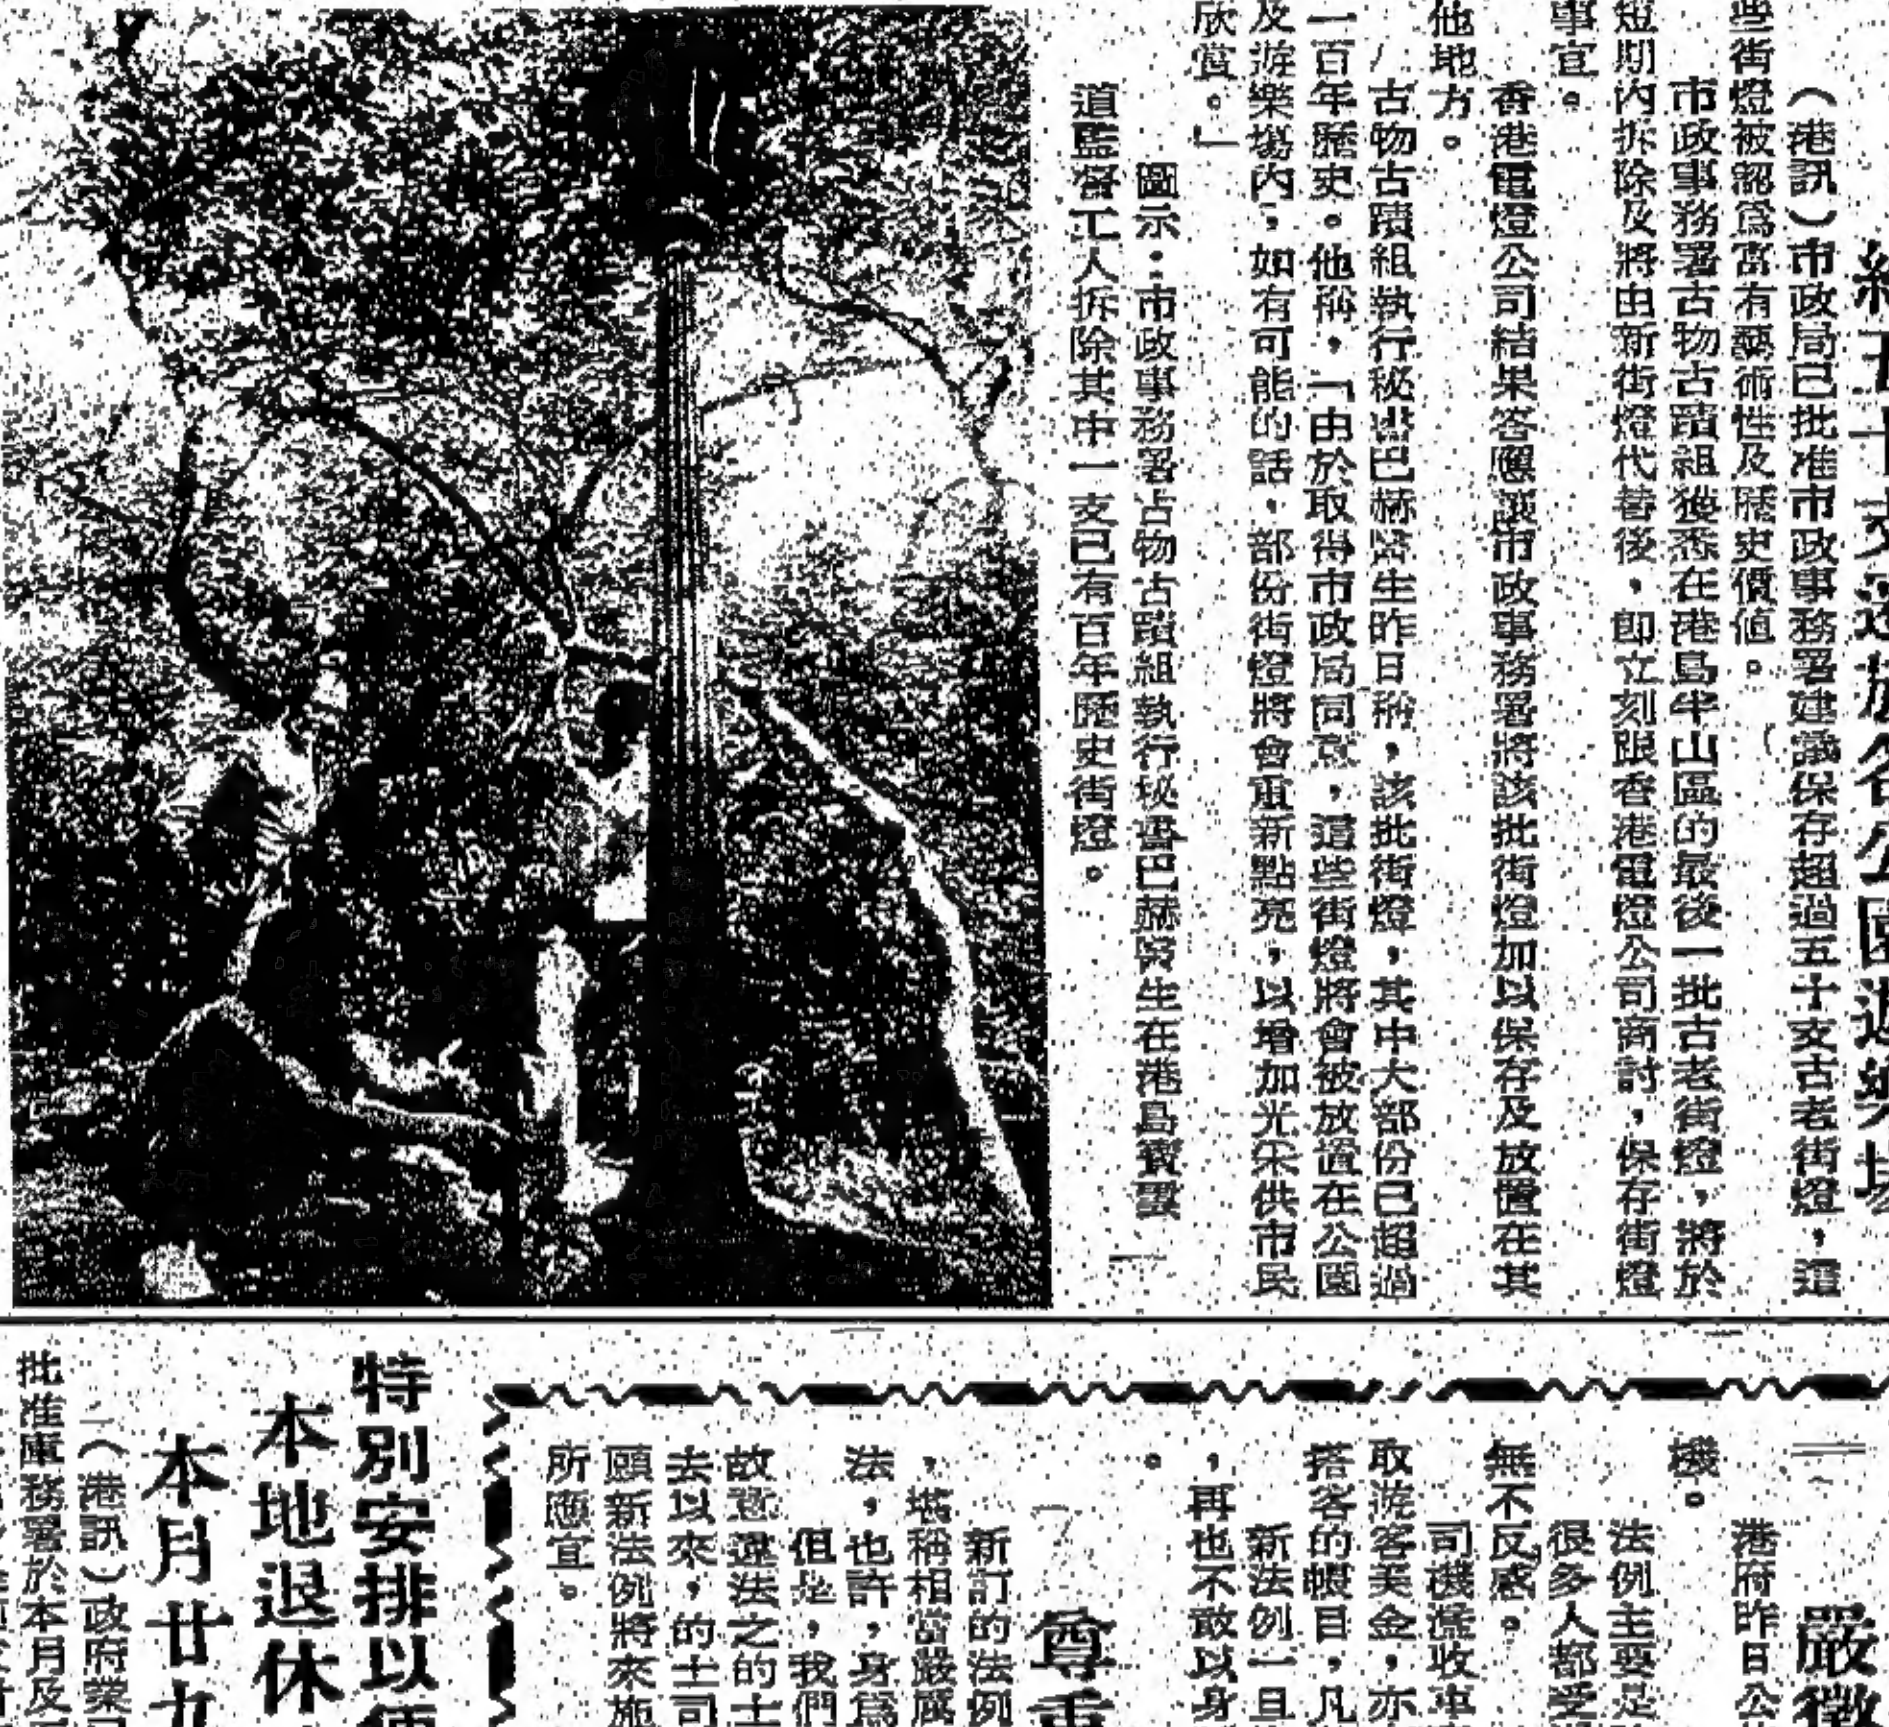 （港訊）市政局已批准市政事務署建議保存超過五十支古老街燈，這
些街燈被認爲富有藝術性及歷史價值。
市政事務署古物古蹟組獲悉在港島半山區的最後一批古老街燈，將於
短期內拆除及將由新街燈代替後，即立刻跟香港電燈公司商討，保存街燈
事宜。
香港電燈公司結果答應讓市政事務署將該批街燈加以保存及放置在其
他地方。
古物古蹟組執行秘書巴赫醫生昨日稱，該批街燈，其中大部份已超過
一百年歷史。他稱，「由於取得市政局同意，這些街燈將會被放置在公園
及游樂場內，如有可能的話，部份街燈將會重新點亮，以增加光采供市民
欣賞。」
圖示：市政事務署古物古蹟組執行秘書巴赫醫生在港島寶雲
道監督工人拆除其中一支已有百年歷史街燈。
嚴
港府昨日公
機。
法例主要是
很多人都受
無不反感。
司機濫收車
取游客美金，亦
搭客的幔目，凡
新法例一旦
，再也不敢以身
。
尊重
新訂的法例
，堪稱相當嚴厲
法，也許，身爲
但是，我們
故意違法之的士
去以來，的士司
願新法例將來施
所應宜。
特別安排以便
本地退休
本月廿九
（港訊）政府業已
批准庫務署於本月及